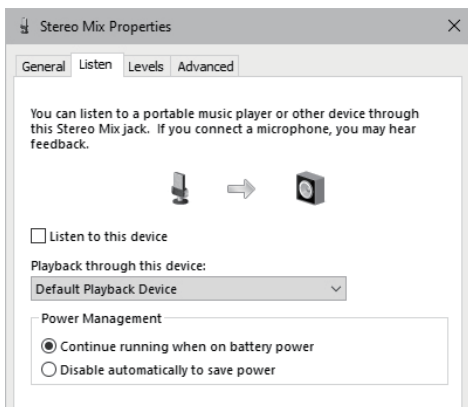 Stereo Mix Properties
General Listen Levels Advanced
You can listen to a portable music player or other device through
this Stereo Mix jack. If you connect a microphone, you may hear
feedback.
Listen to this device
Playback through this device:
Default Playback Device
Power Management
Continue running when on battery power
Disable automatically to save power